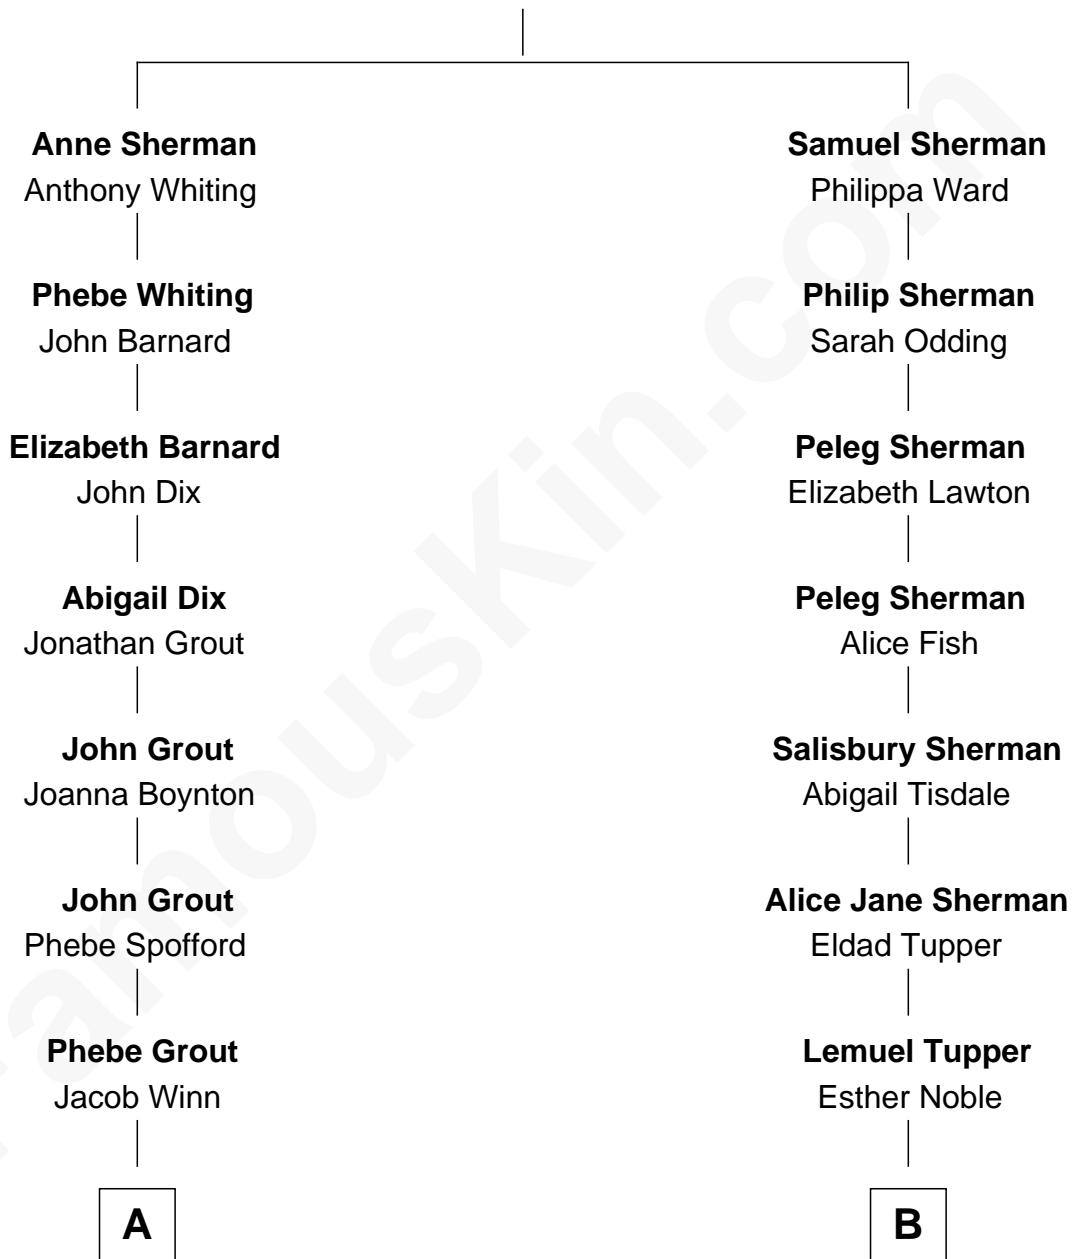 Anne Sherman
Anthony Whiting
Phebe Whiting
John Barnard
Elizabeth Barnard
John Dix
Abigail Dix
Jonathan Grout
John Grout
Joanna Boynton
John Grout
Phebe Spofford
Phebe Grout
Jacob Winn
A
Samuel Sherman
Philippa Ward
Philip Sherman
Sarah Odding
Peleg Sherman
Elizabeth Lawton
Peleg Sherman
Alice Fish
Salisbury Sherman
Abigail Tisdale
Alice Jane Sherman
Eldad Tupper
Lemuel Tupper
Esther Noble
B
FamousKin.com